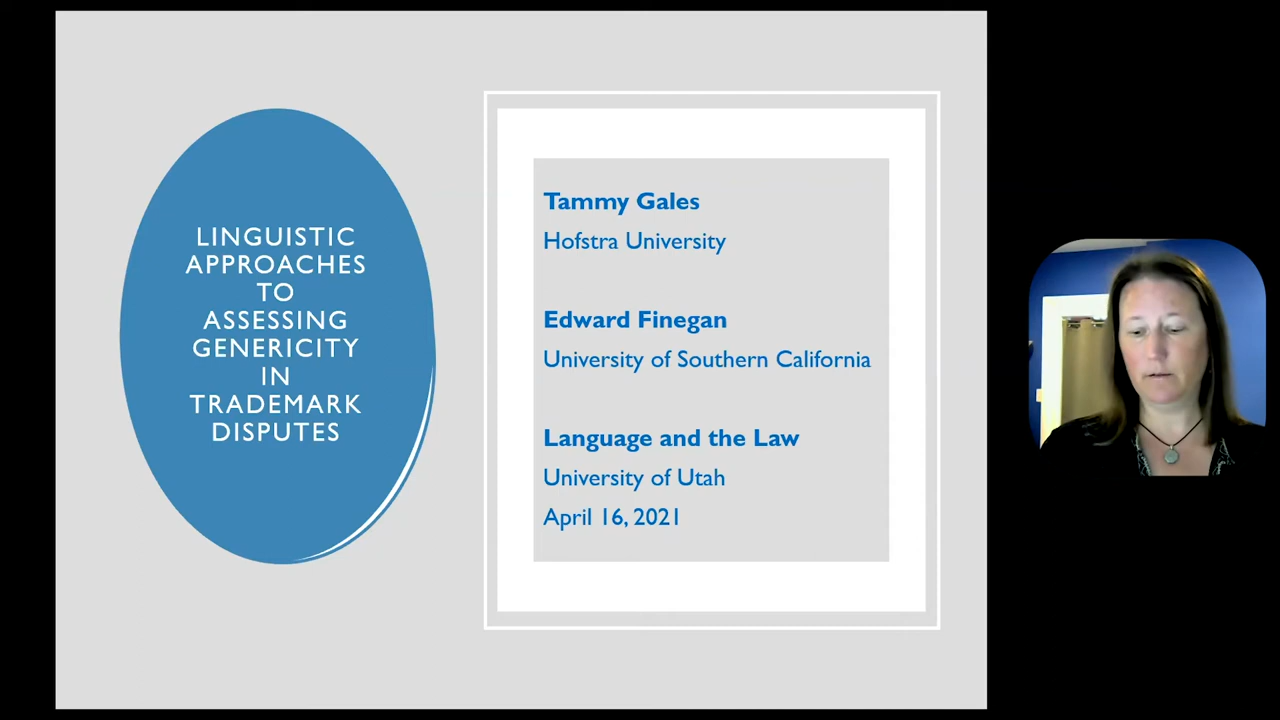 LINGUISTIC
APPROACHES
TO
ASSESSING
GENERICITY
IN
TRADEMARK
DISPUTES
Tammy Gales
Hofstra University
Edward Finegan
University of Southern California
Language and the Law
University of Utah
April 16, 2021